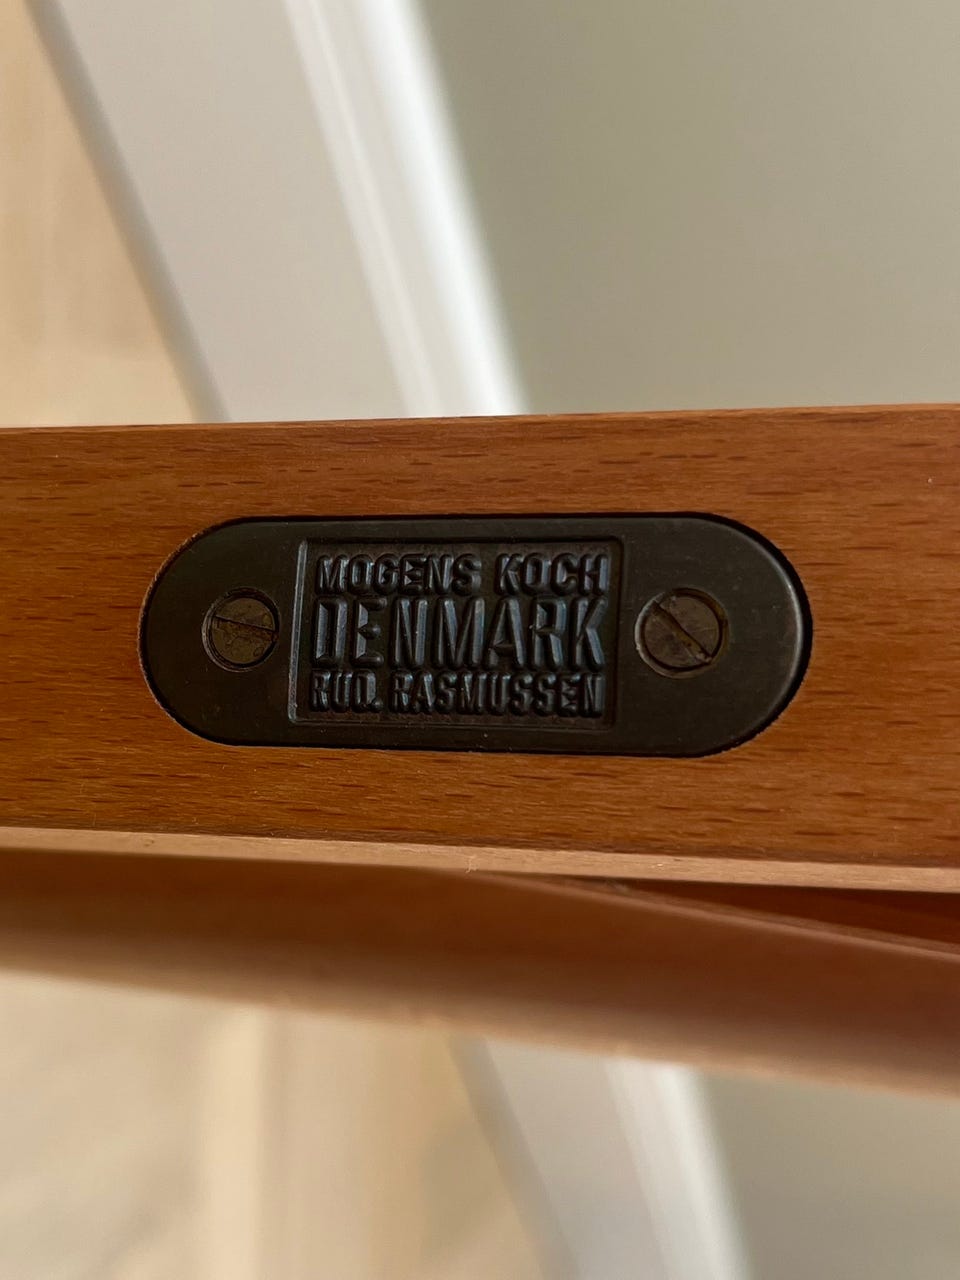 MOGENS KOCH
DENMARK
RUD. RASMUSSEN